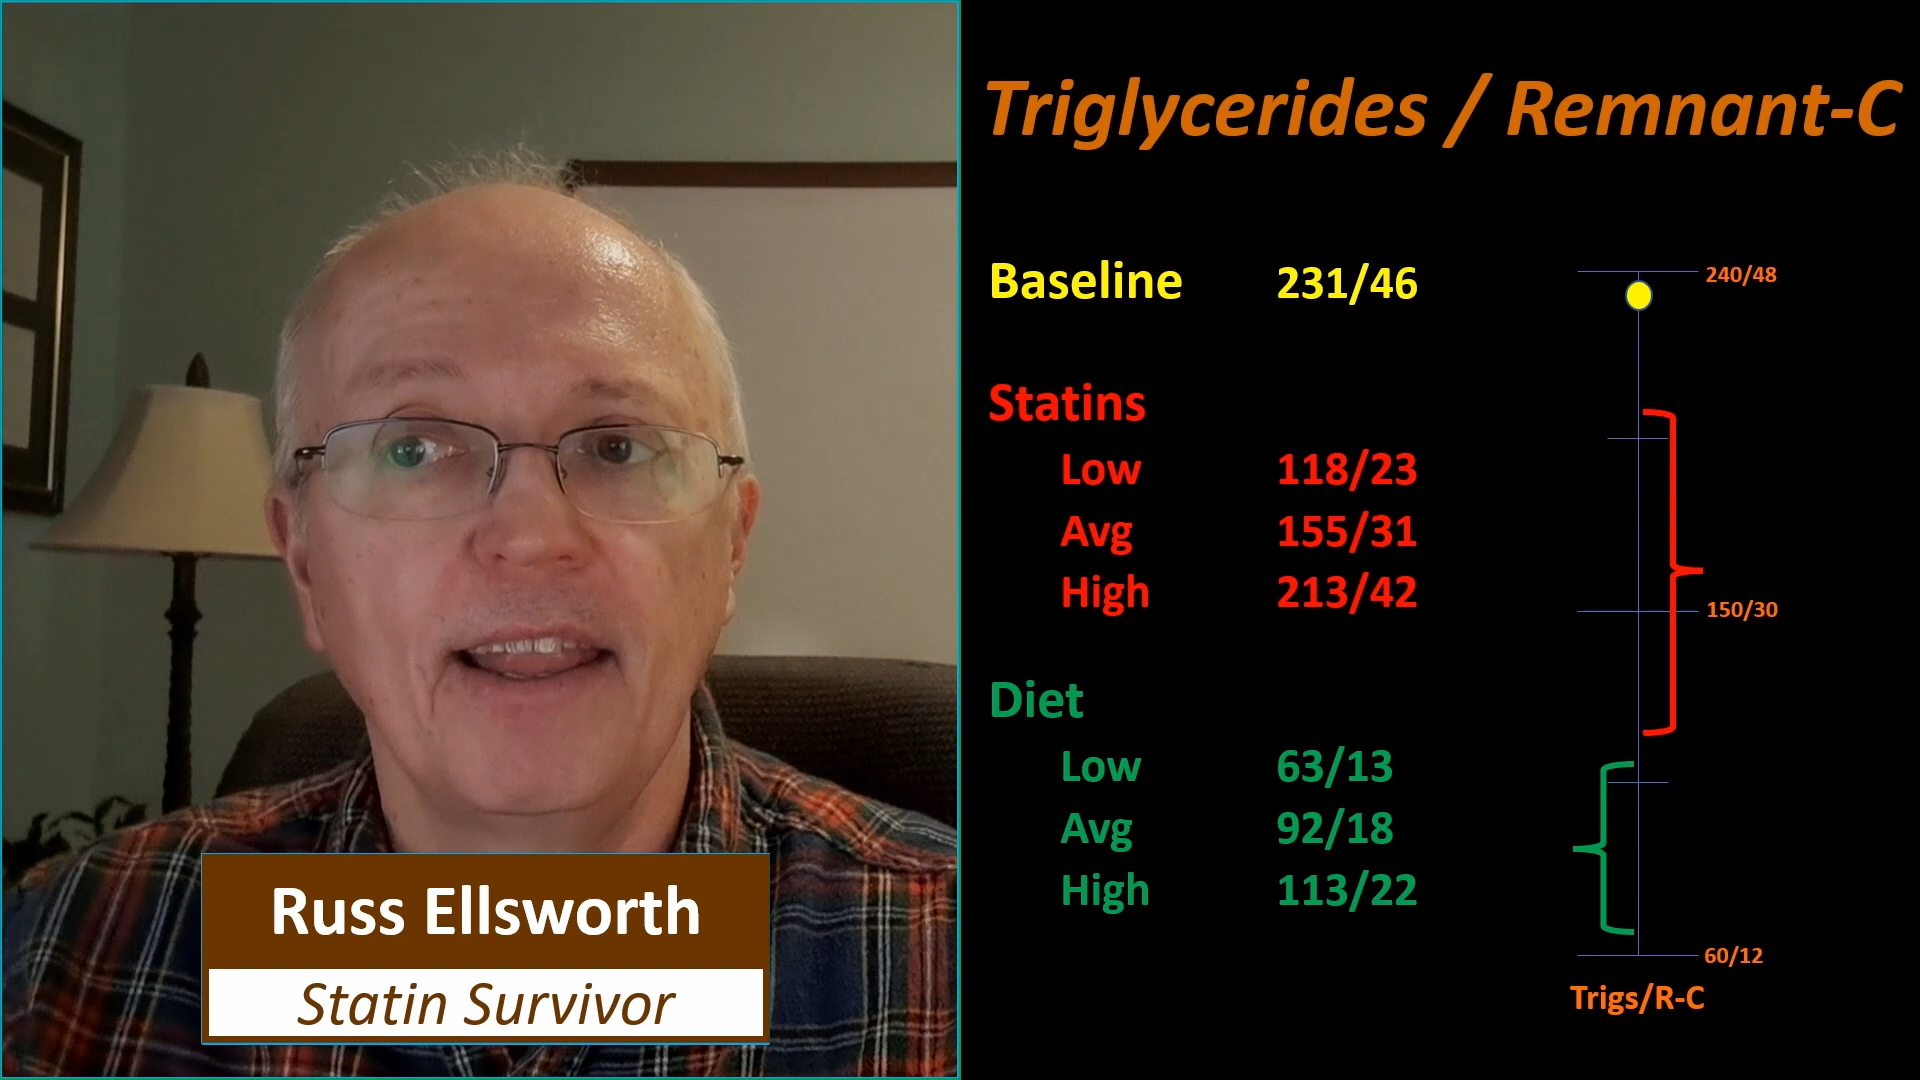 Triglycerides / Remnant-C
Baseline 231/46
Statins
Low 118/23
Avg 155/31
High 213/42
Diet
Low 63/13
Avg 92/18
High 113/22
240/48
150/30
60/12
Trigs/R-C
Russ Ellsworth
Statin Survivor